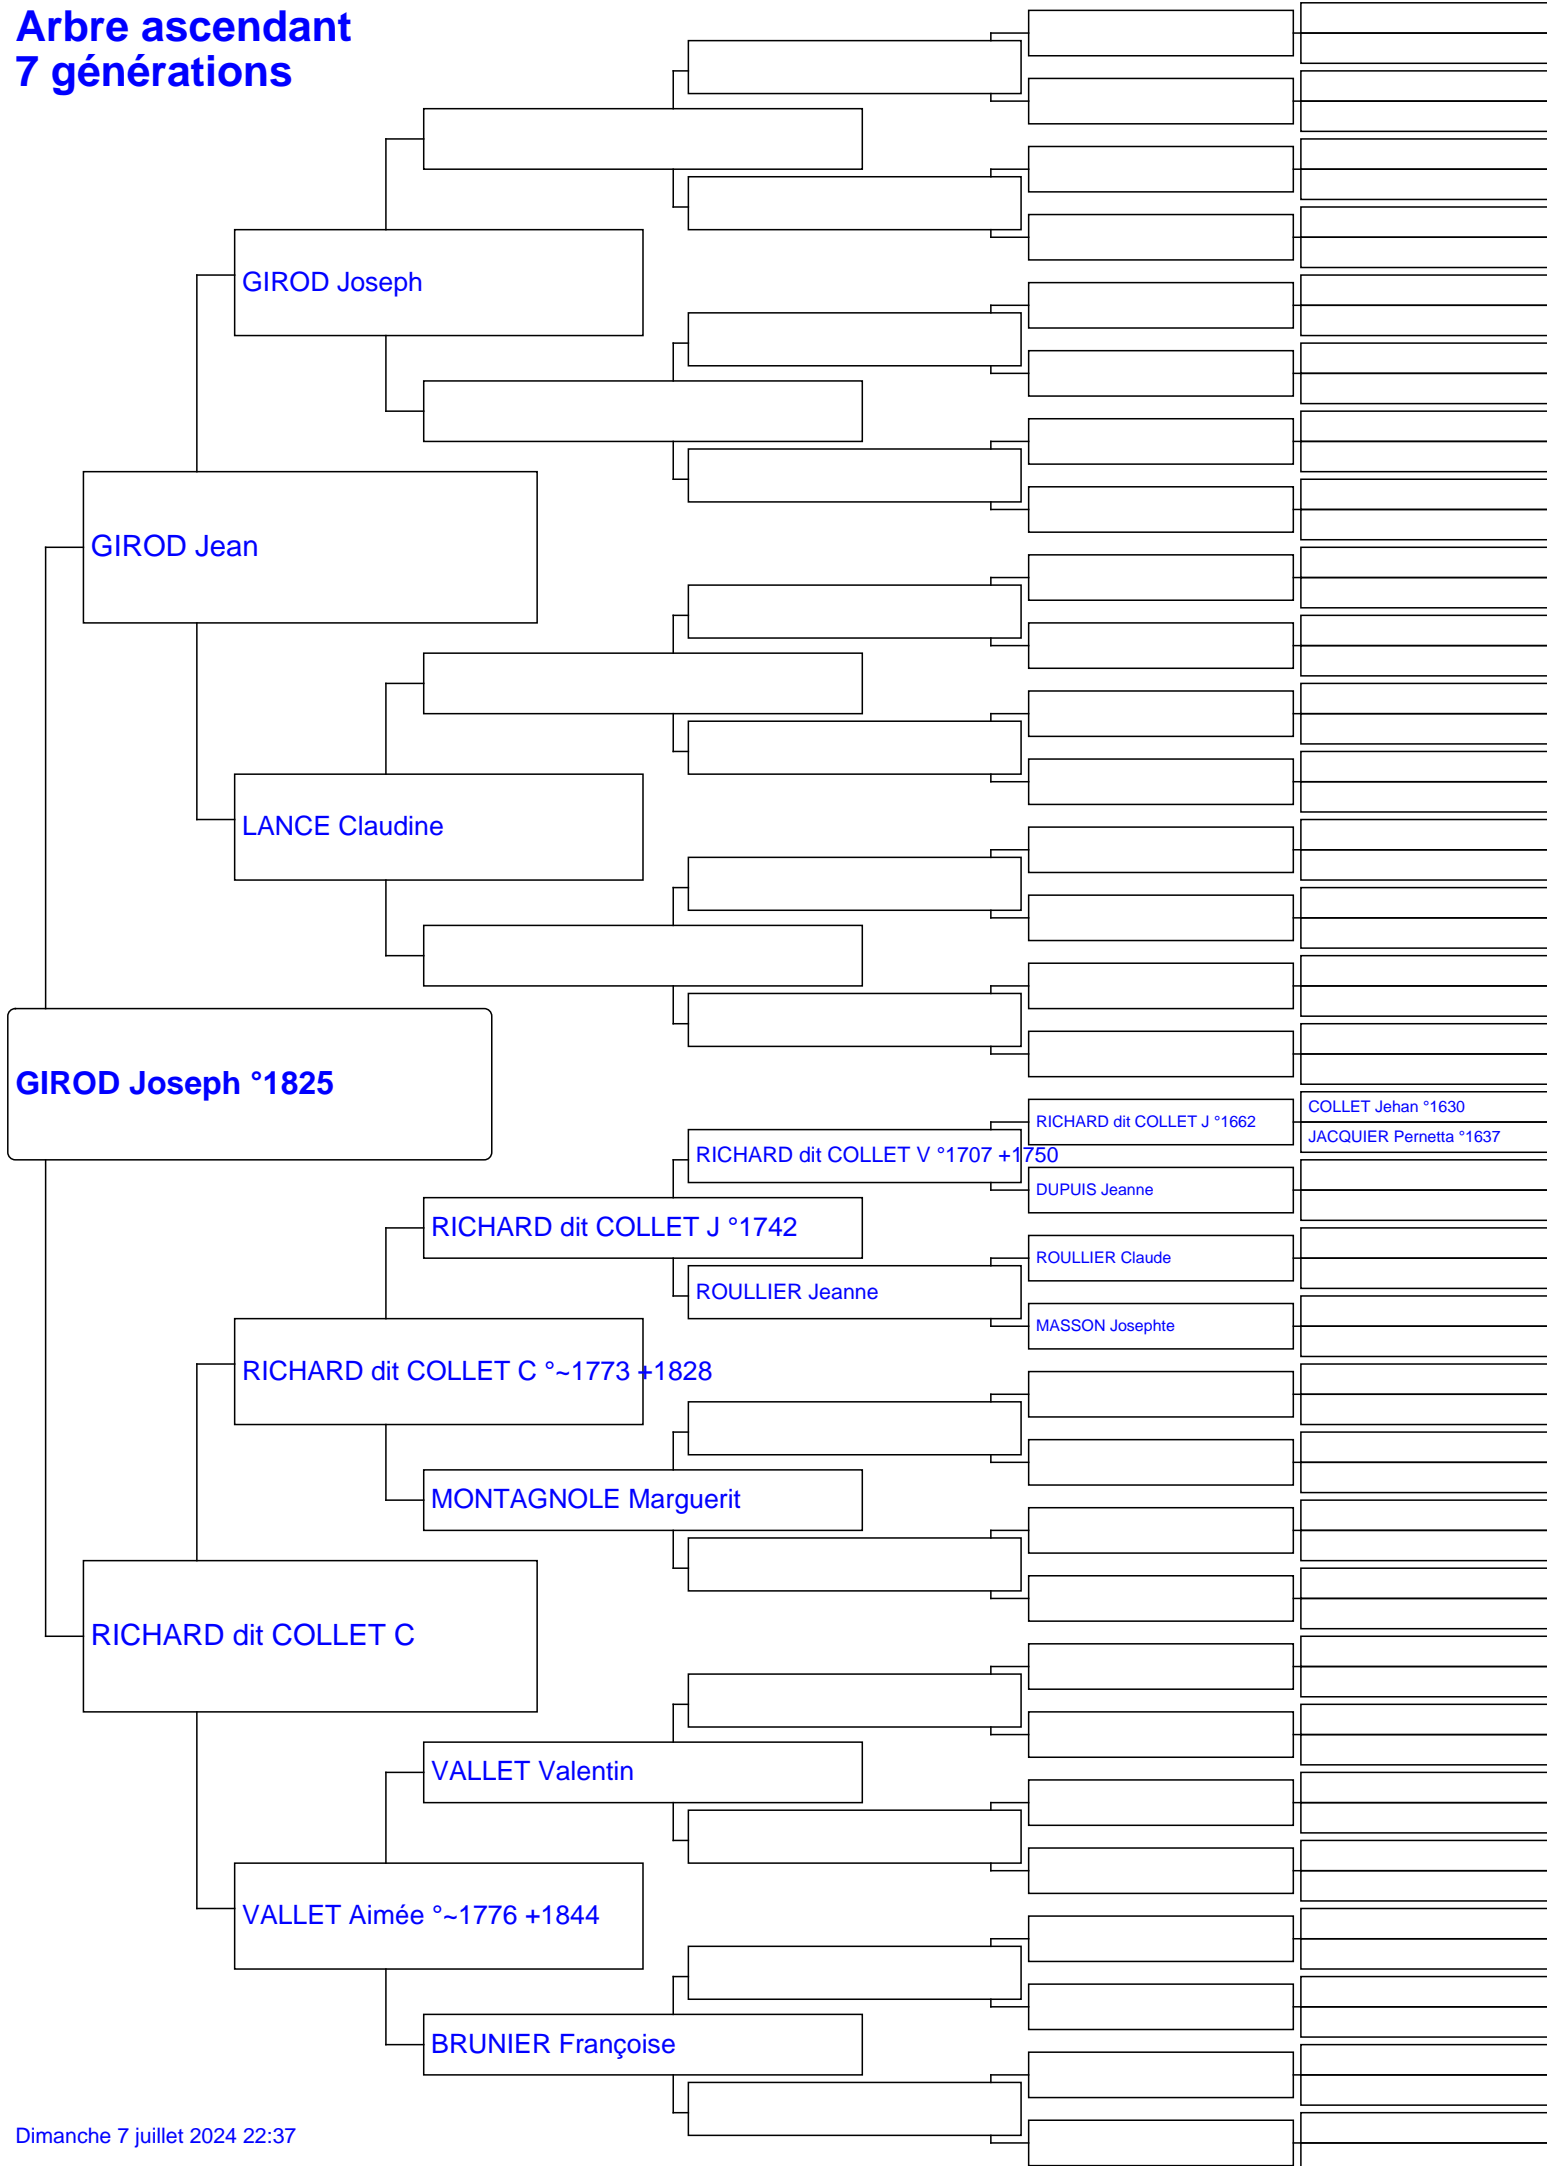 Arbre ascendant
7 générations
GIROD Joseph
GIROD Jean
LANCE Claudine
GIROD Joseph °1825
COLLET Jehan °1630
RICHARD dit COLLET J °1662
JACQUIER Pernetta °1637
RICHARD dit COLLET V °1707 +1750
DUPUIS Jeanne
RICHARD dit COLLET J °1742
ROULLIER Claude
ROULLIER Jeanne
MASSON Josephte
RICHARD dit COLLET C °~1773 +1828
MONTAGNOLE Marguerit
RICHARD dit COLLET C
VALLET Valentin
VALLET Aimée °~1776 +1844
BRUNIER Françoise
Dimanche 7 juillet 2024 22:37